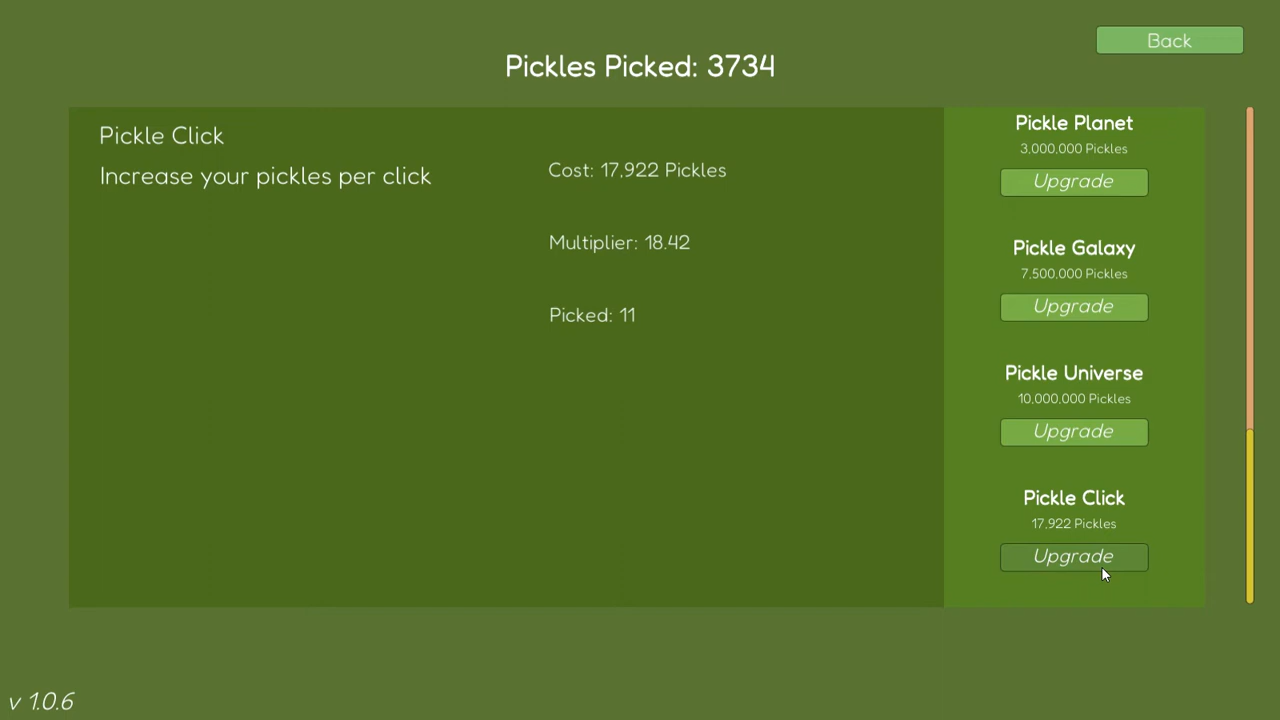 Back
Pickles Picked: 3734
Pickle Click
Increase your pickles per click
Cost: 17,922 Pickles
Multiplier: 18.42
Picked: 11
Pickle Planet
3,000,000 Pickles
Upgrade
Pickle Galaxy
7,500,000 Pickles
Upgrade
Pickle Universe
10,000,000 Pickles
Upgrade
Pickle Click
17,922 Pickles
Upgrade
v 1.0.6